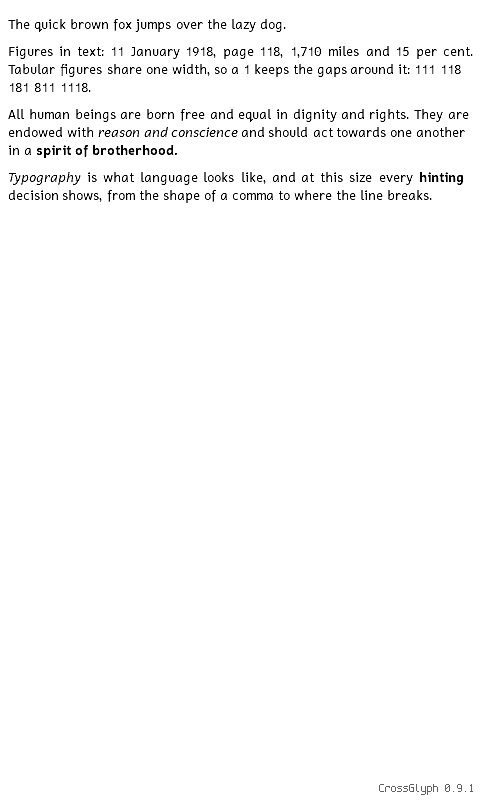 The quick brown fox jumps over the lazy dog.
Figures in text: 11 January 1918, page 118, 1,710 miles and 15 per cent.
Tabular figures share one width, so a 1 keeps the gaps around it: 111 118
181 811 1118.
All human beings are born free and equal in dignity and rights. They are
endowed with reason and conscience and should act towards one another
in a spirit of brotherhood.
Typography is what language looks like, and at this size every hinting
decision shows, from the shape of a comma to where the line breaks.
CrossGlyph 0.9.1